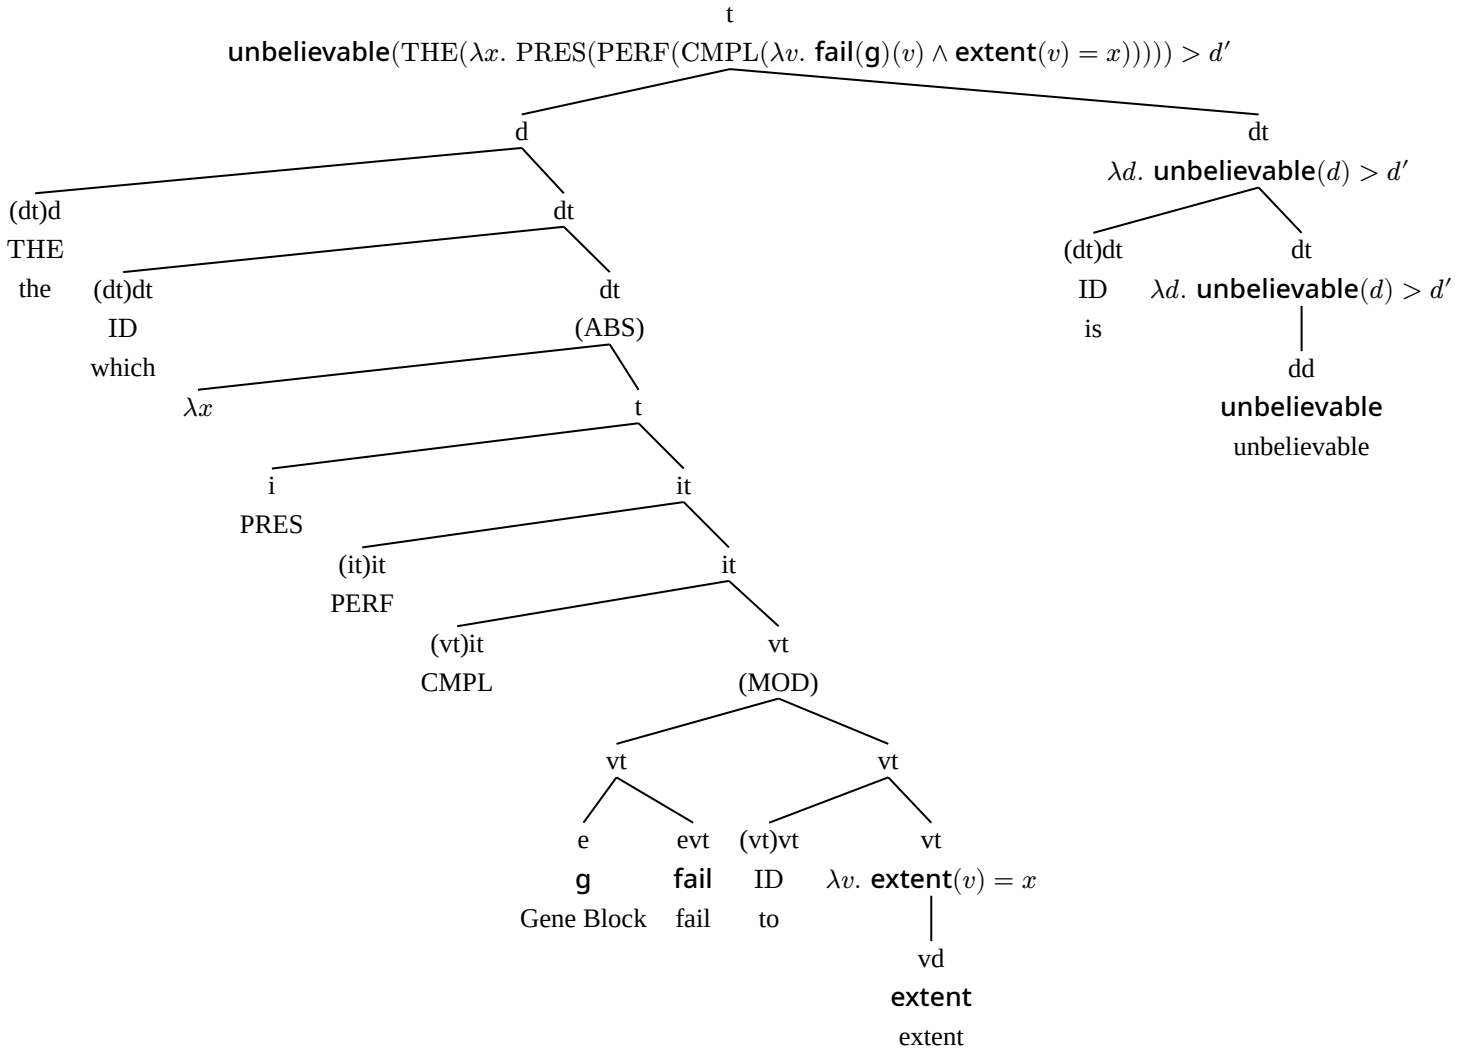 t
unbelievable(THE(λx. PRES(PERF(CMPL(λv. fail(g)(v) ∧ extent(v) = x))))) > d′
d dt
λd. unbelievable(d) > d′
(dt)d dt
THE (dt)dt dt
the (dt)dt dt ID λd. unbelievable(d) > d′
ID (ABS) is
which dd
λx t unbelievable
unbelievable
i it
PRES
(it)it it
PERF
(vt)it vt
CMPL (MOD)
vt vt
e evt (vt)vt vt
g fail ID λv. extent(v) = x
Gene Block fail to
vd
extent
extent